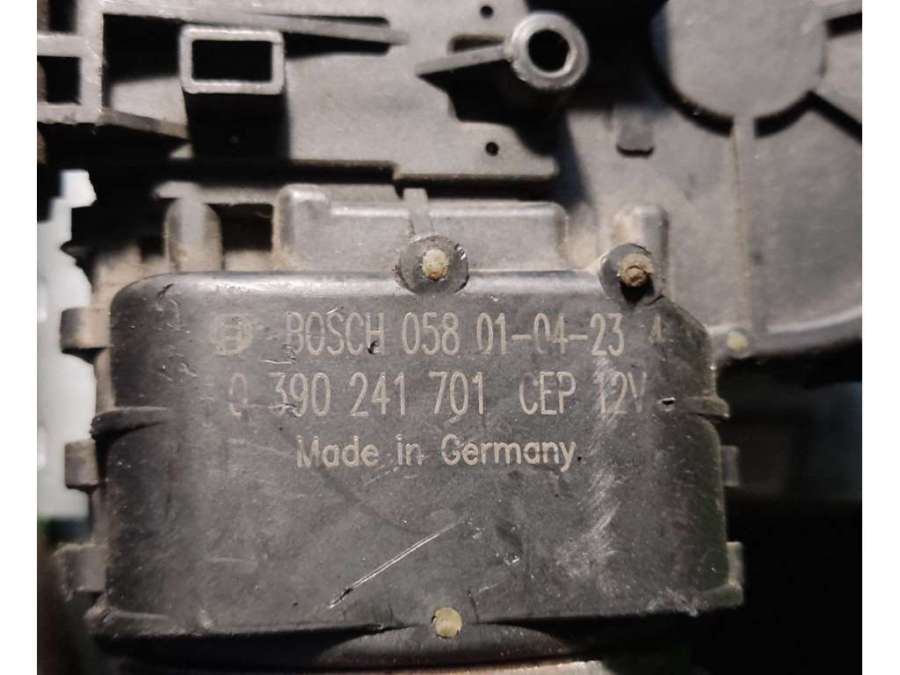 BOSCH 058 01-04-23 4
0 390 241 701 CEP 12V
Made in Germany